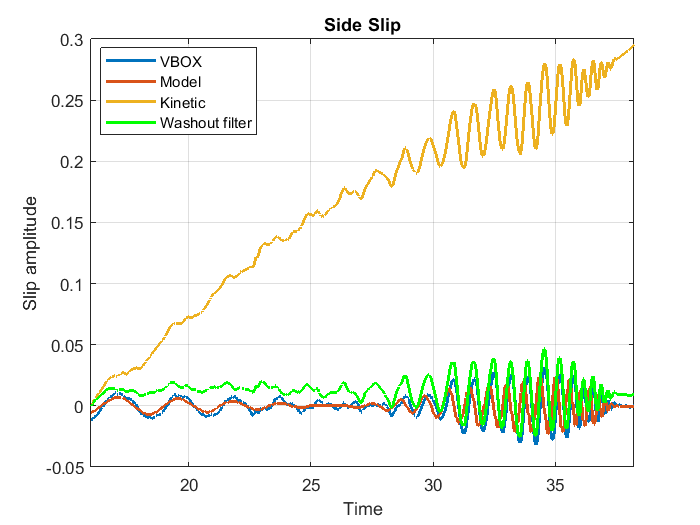 Side Slip
VBOX
Model
Kinetic
Washout filter
0.3
0.25
0.2
0.15
0.1
0.05
0
-0.05
Slip amplitude
20
25
30
35
Time